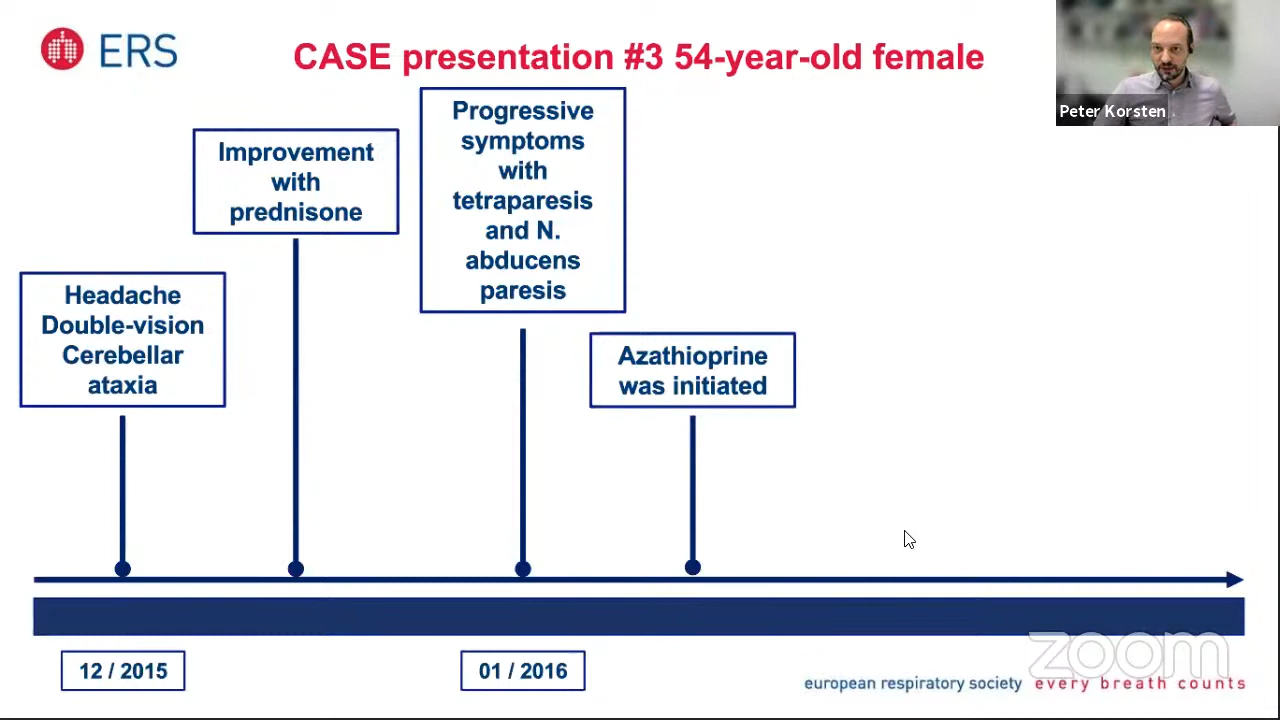 ERS
CASE presentation #3 54-year-old female
Peter Korsten
Headache
Double-vision
Cerebellar
ataxia
Improvement
with
prednisone
Progressive
symptoms
with
tetraparesis
and N.
abducens
paresis
Azathioprine
was initiated
12 / 2015
01 / 2016
zoom
european respiratory society every breath counts